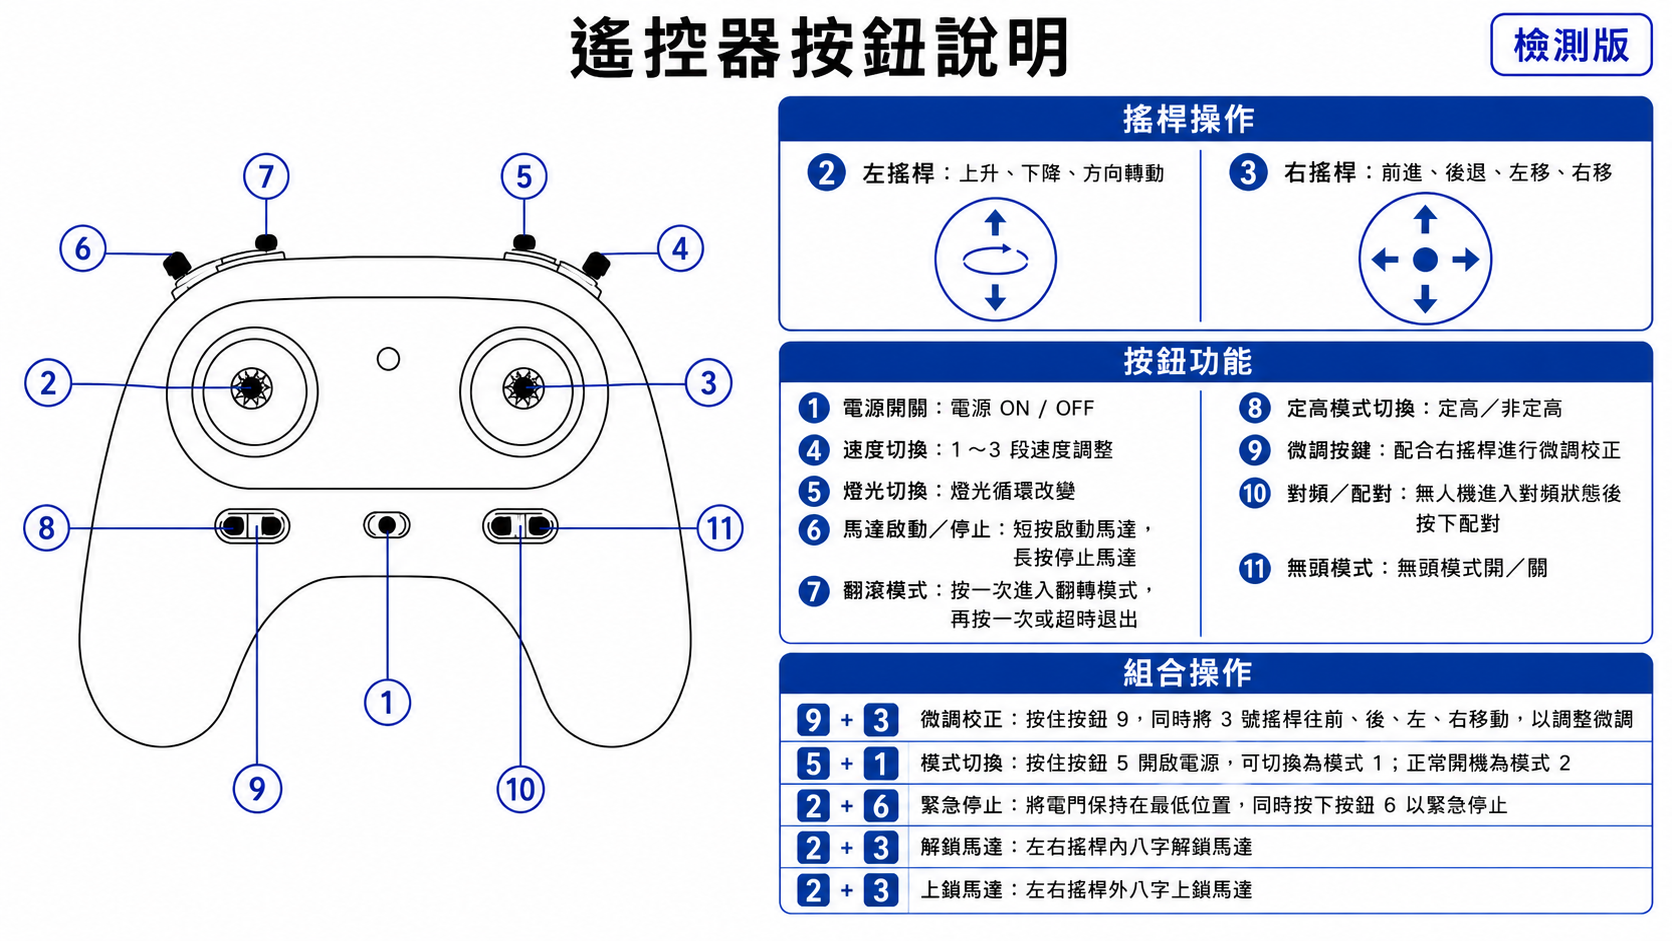 遙控器按鈕說明
檢測版
7
5
6
4
2
3
8
11
1
9
10
搖桿操作
2 左搖桿：上升、下降、方向轉動
3 右搖桿：前進、後退、左移、右移
按鈕功能
1 電源開關：電源 ON / OFF
4 速度切換：1～3 段速度調整
5 燈光切換：燈光循環改變
6 馬達啟動／停止：短按啟動馬達，
長按停止馬達
7 翻滾模式：按一次進入翻轉模式，
再按一次或超時退出
8 定高模式切換：定高／非定高
9 微調按鍵：配合右搖桿進行微調校正
10 對頻／配對：無人機進入對頻狀態後
按下配對
11 無頭模式：無頭模式開／關
組合操作
9 + 3 微調校正：按住按鈕 9，同時將 3 號搖桿往前、後、左、右移動，以調整微調
5 + 1 模式切換：按住按鈕 5 開啟電源，可切換為模式 1；正常開機為模式 2
2 + 6 緊急停止：將電門保持在最低位置，同時按下按鈕 6 以緊急停止
2 + 3 解鎖馬達：左右搖桿內八字解鎖馬達
2 + 3 上鎖馬達：左右搖桿外八字上鎖馬達